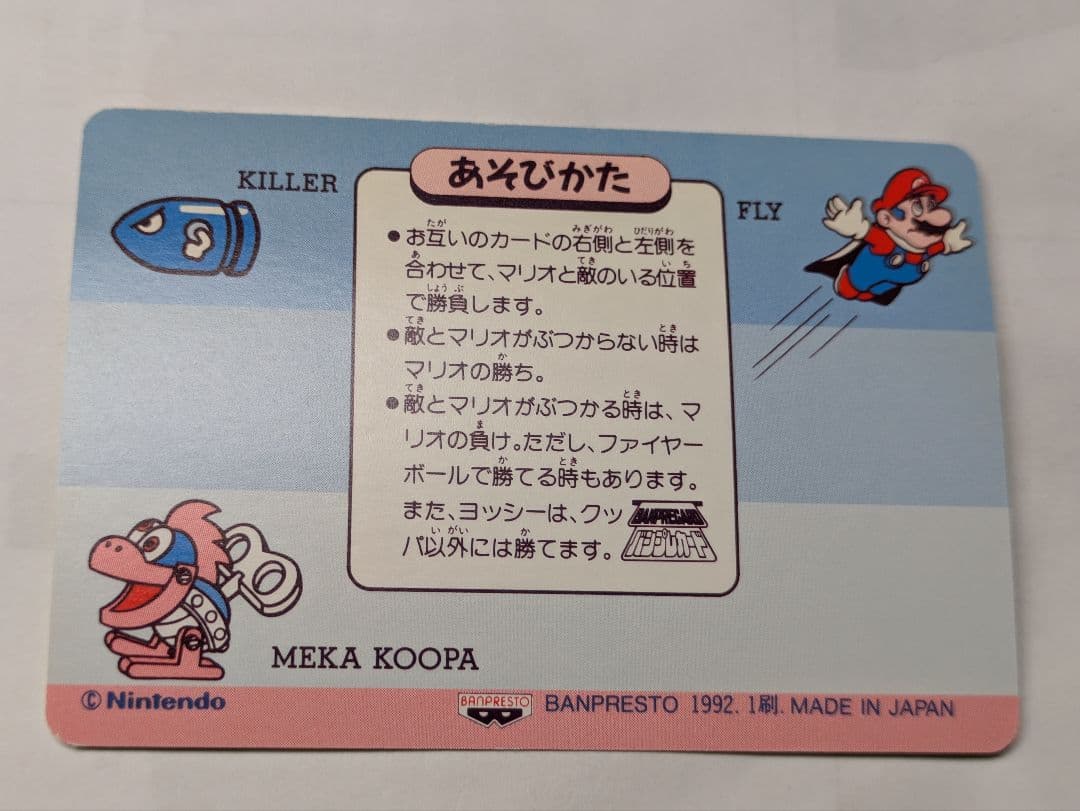 KILLER
あそびかた
FLY
●お互いのカードの右側と左側を
合わせて、マリオと敵のいる位置
で勝負します。
●敵とマリオがぶつからない時は
マリオの勝ち。
●敵とマリオがぶつかる時は、マ
リオの負け。ただし、ファイヤー
ボールで勝てる時もあります。
また、ヨッシーは、クッ
パ以外には勝てます。
BANPRECARD
バンプレカード
MEKA KOOPA
©Nintendo
BANPRESTO
BANPRESTO 1992. 1刷. MADE IN JAPAN